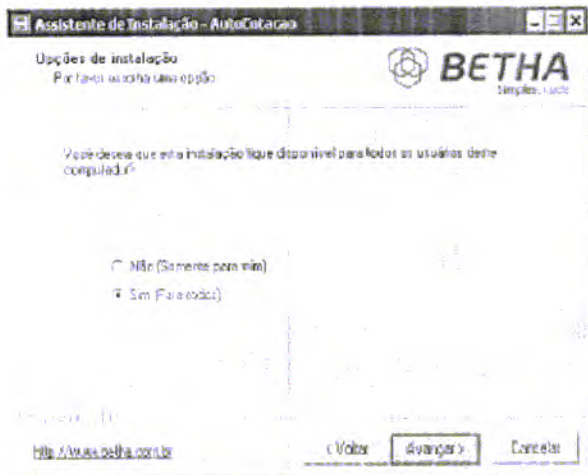 Assistente de Instalação - AutoCotacao
Opções de instalação
Por favor escolha uma opção
BETHA
Você deseja que esta instalação fique disponível para todos os usuários deste
computador?
Não (Somente para mim)
Sim (Para todos)
http://www.betha.com.br
< Voltar
Avançar >
Cancelar